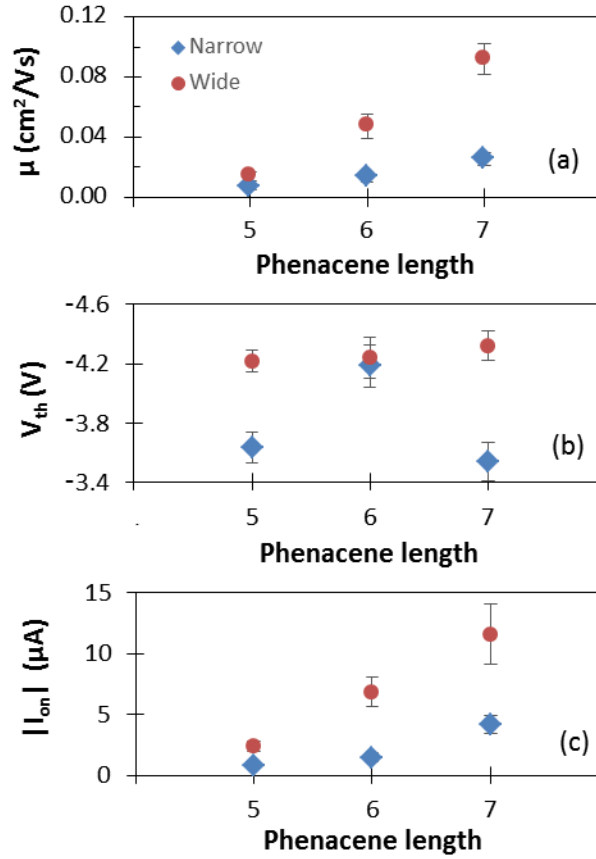 0.12
Narrow
Wide
0.08
0.04
0.00
μ (cm²/Vs)
(a)
5 6 7
Phenacene length
-4.6
-4.2
-3.8
-3.4
V_th (V)
(b)
.
5 6 7
Phenacene length
15
10
5
0
|I_on| (μA)
(c)
5 6 7
Phenacene length